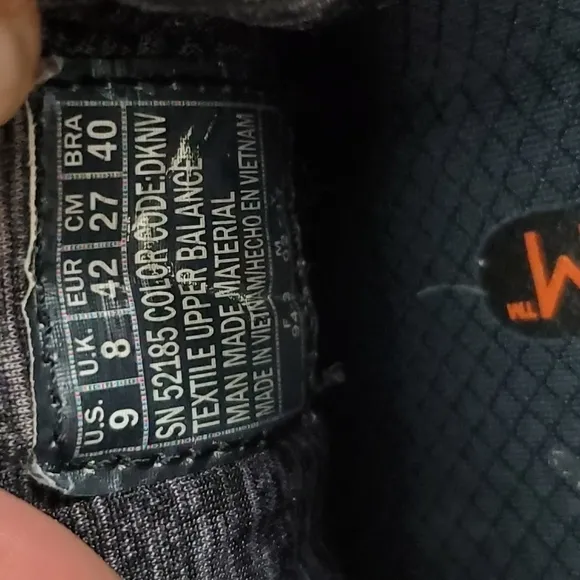 U.S. U.K. EUR CM BRA
9 8 42 27 40
SN 52185 COLOR CODE:DKNV
TEXTILE UPPER BALANCE
MAN MADE MATERIAL
MADE IN VIETNAM/HECHO EN VIETNAM
M
TM